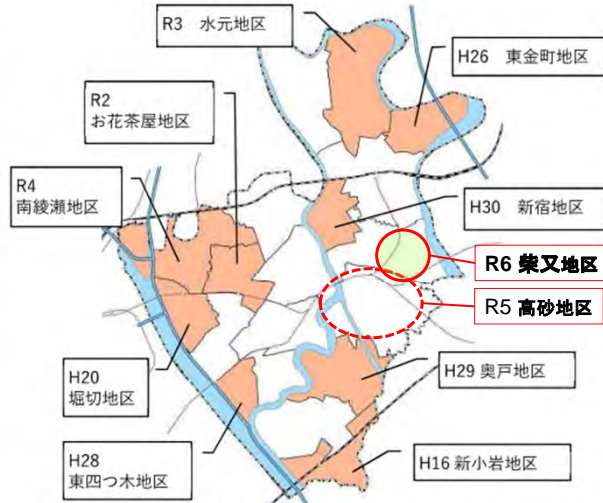 R3 水元地区
H26 東金町地区
R2
お花茶屋地区
R4
南綾瀬地区
H30 新宿地区
R6 柴又地区
R5 高砂地区
H20
堀切地区
H29 奥戸地区
H28
東四つ木地区
H16 新小岩地区